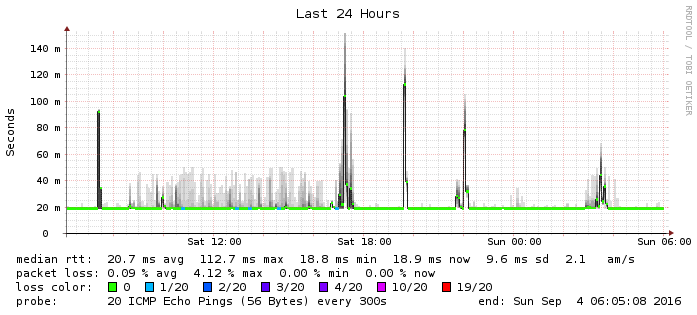 Last 24 Hours
RRDTOOL / TOBI OETIKER
Seconds
140 m
120 m
100 m
80 m
60 m
40 m
20 m
0
Sat 12:00 Sat 18:00 Sun 00:00 Sun 06:00
median rtt: 20.7 ms avg 112.7 ms max 18.8 ms min 18.9 ms now 9.6 ms sd 2.1 am/s
packet loss: 0.09 % avg 4.12 % max 0.00 % min 0.00 % now
loss color: 0 1/20 2/20 3/20 4/20 10/20 19/20
probe: 20 ICMP Echo Pings (56 Bytes) every 300s end: Sun Sep 4 06:05:08 2016